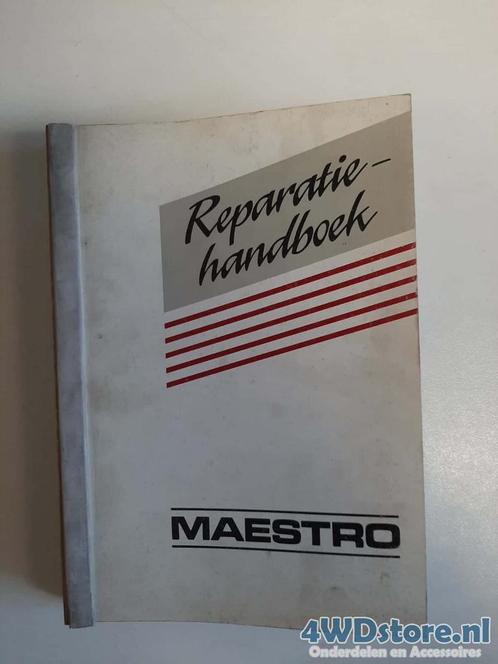 Reparatie-
handboek
MAESTRO
4WDstore.nl
Onderdelen en Accessoires